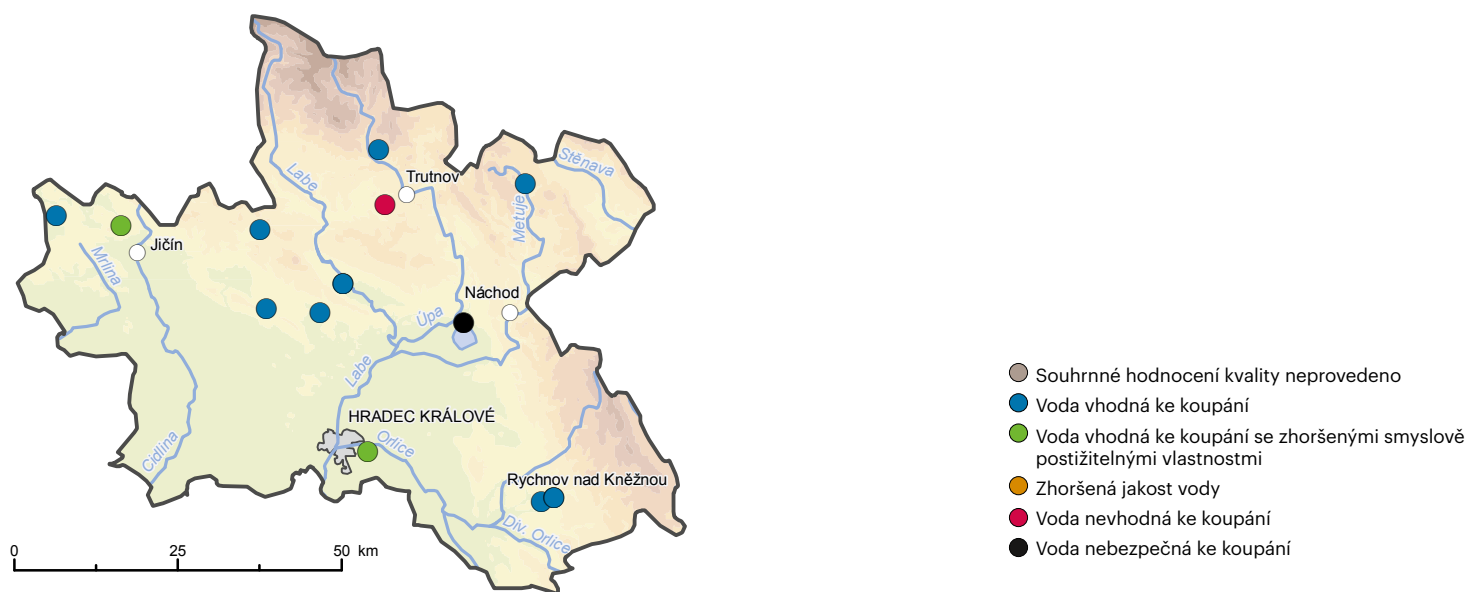 Trutnov
Stěnava
Labe
Metuje
Jičín
Mrlina
Náchod
Úpa
Labe
HRADEC KRÁLOVÉ
Orlice
Cidlina
Rychnov nad Kněžnou
Div. Orlice
0 25 50 km
Souhrnné hodnocení kvality neprovedeno
Voda vhodná ke koupání
Voda vhodná ke koupání se zhoršenými smyslově
postižitelnými vlastnostmi
Zhoršená jakost vody
Voda nevhodná ke koupání
Voda nebezpečná ke koupání